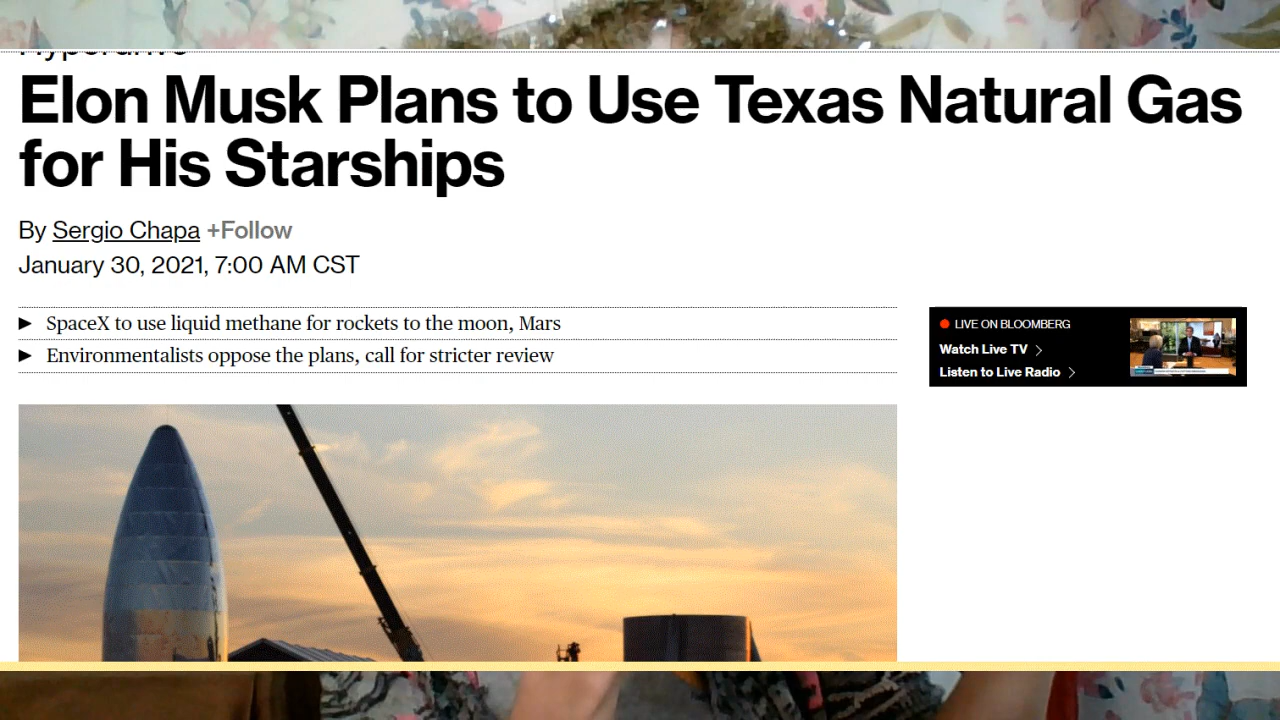 Hyperdrive
Elon Musk Plans to Use Texas Natural Gas
for His Starships
By Sergio Chapa +Follow
January 30, 2021, 7:00 AM CST
SpaceX to use liquid methane for rockets to the moon, Mars
Environmentalists oppose the plans, call for stricter review
LIVE ON BLOOMBERG
Watch Live TV
Listen to Live Radio